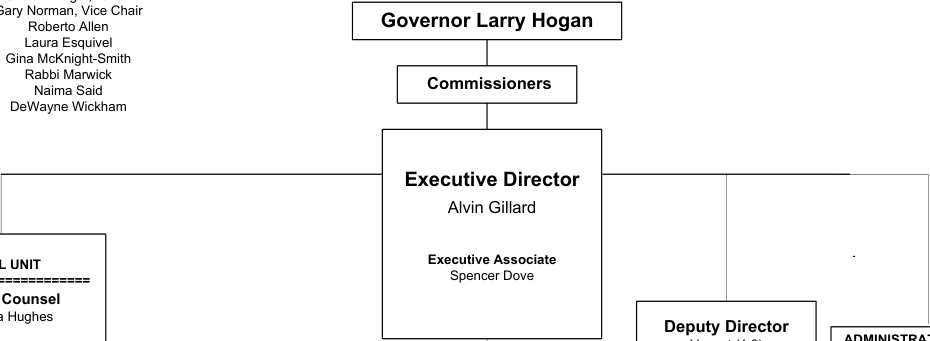 Gary Norman, Vice Chair
Roberto Allen
Laura Esquivel
Gina McKnight-Smith
Rabbi Marwick
Naima Said
DeWayne Wickham
Governor Larry Hogan
Commissioners
Executive Director
Alvin Gillard
Executive Associate
Spencer Dove
UNIT
============
Counsel
Hughes
Deputy Director